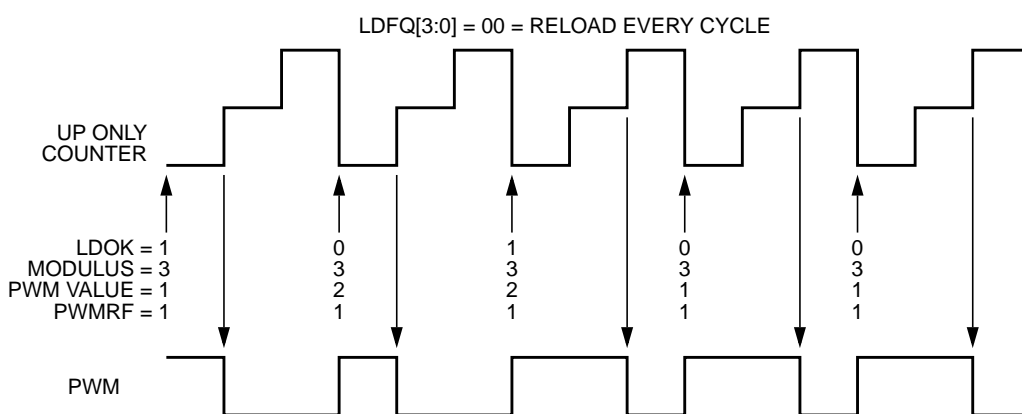 LDFQ[3:0] = 00 = RELOAD EVERY CYCLE
UP ONLY
COUNTER
LDOK = 1 0 1 0 0
MODULUS = 3 3 3 3 3
PWM VALUE = 1 2 2 1 1
PWMRF = 1 1 1 1 1
PWM